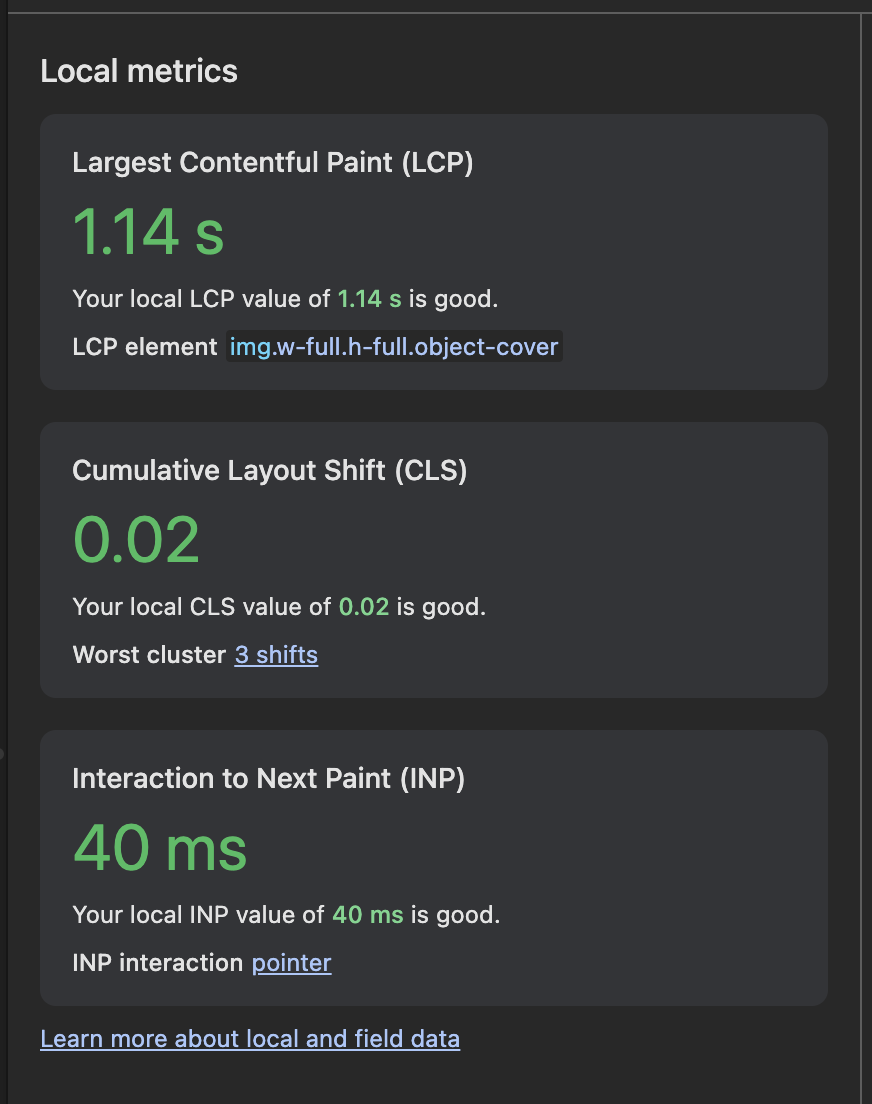 Local metrics
Largest Contentful Paint (LCP)
1.14 s
Your local LCP value of 1.14 s is good.
LCP element img.w-full.h-full.object-cover
Cumulative Layout Shift (CLS)
0.02
Your local CLS value of 0.02 is good.
Worst cluster 3 shifts
Interaction to Next Paint (INP)
40 ms
Your local INP value of 40 ms is good.
INP interaction pointer
Learn more about local and field data